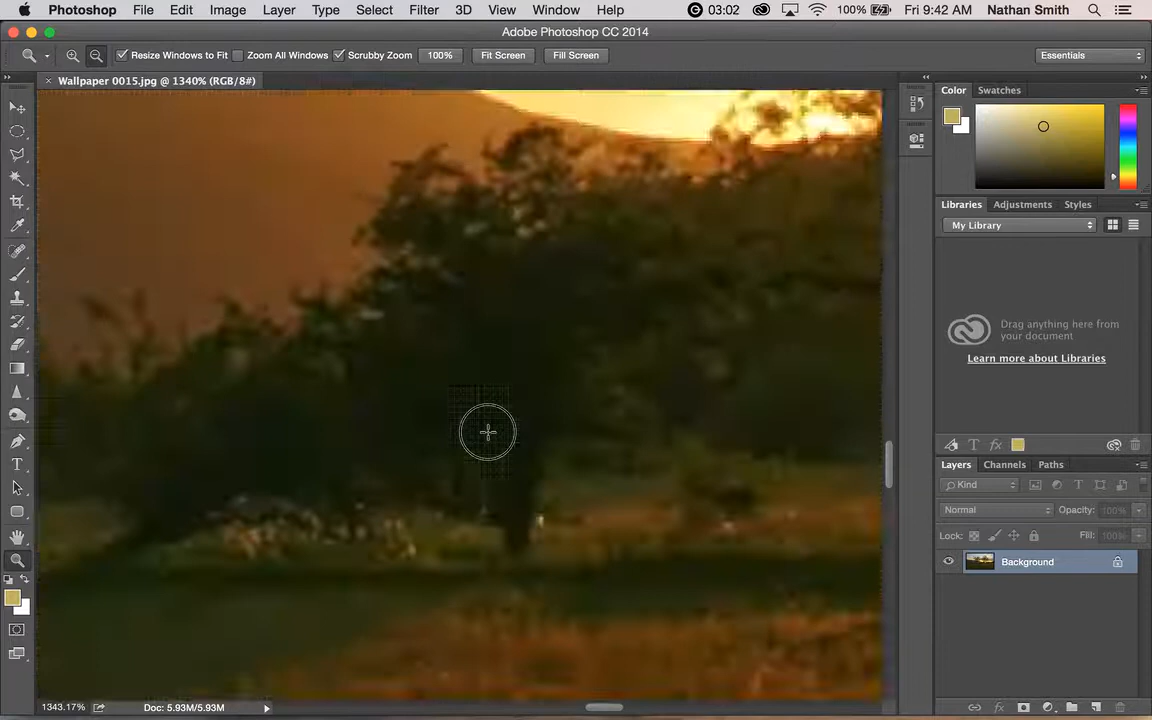 Photoshop File Edit Image Layer Type Select Filter 3D View Window Help 03:02 100% Fri 9:42 AM Nathan Smith
Adobe Photoshop CC 2014
Resize Windows to Fit Zoom All Windows Scrubby Zoom 100% Fit Screen Fill Screen Essentials
Wallpaper 0015.jpg @ 1340% (RGB/8#)
Color Swatches
Libraries Adjustments Styles
My Library
Drag anything here from
your document
Learn more about Libraries
Layers Channels Paths
Kind
Normal Opacity: 100%
Lock: Fill: 100%
Background
1343.17% Doc: 5.93M/5.93M